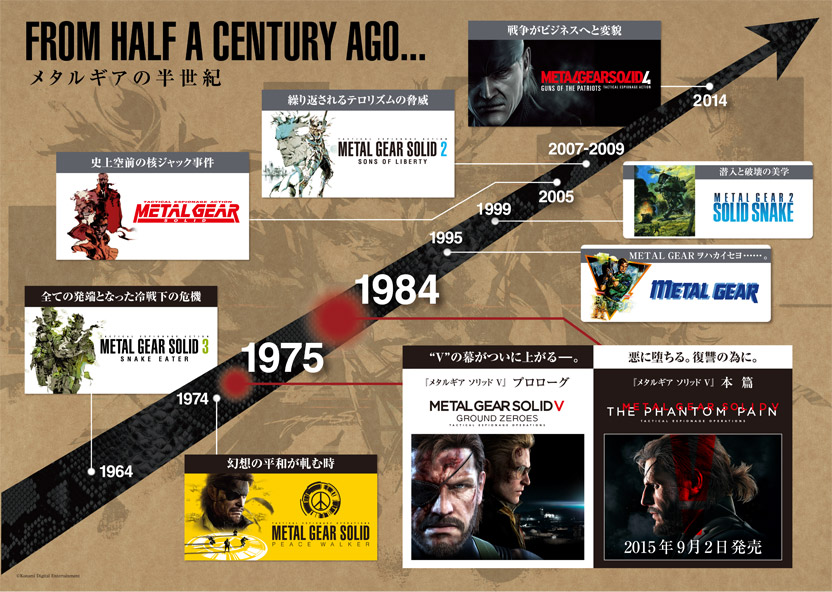 FROM HALF A CENTURY AGO...
メタルギアの半世紀
戦争がビジネスへと変貌
METAL GEAR SOLID 4
GUNS OF THE PATRIOTS TACTICAL ESPIONAGE ACTION
2014
繰り返されるテロリズムの脅威
TACTICAL ESPIONAGE ACTION
METAL GEAR SOLID 2
SONS OF LIBERTY
2007-2009
史上空前の核ジャック事件
TACTICAL ESPIONAGE ACTION
METAL GEAR
SOLID
2005
潜入と破壊の美学
METAL GEAR 2
SOLID SNAKE
1999
1995
METAL GEARヲハカイセヨ……。
METAL GEAR
1984
全ての発端となった冷戦下の危機
TACTICAL ESPIONAGE ACTION
METAL GEAR SOLID 3
SNAKE EATER
1975
1974
1964
幻想の平和が軋む時
TACTICAL ESPIONAGE OPERATIONS
METAL GEAR SOLID
PEACE WALKER
“V”の幕がついに上がる―。
『メタルギア ソリッド V』 プロローグ
METAL GEAR SOLID V
GROUND ZEROES
TACTICAL ESPIONAGE OPERATIONS
悪に堕ちる。復讐の為に。
『メタルギア ソリッド V』 本 篇
METAL GEAR SOLID V
THE PHANTOM PAIN
TACTICAL ESPIONAGE OPERATIONS
2015年9月2日発売
©Konami Digital Entertainment